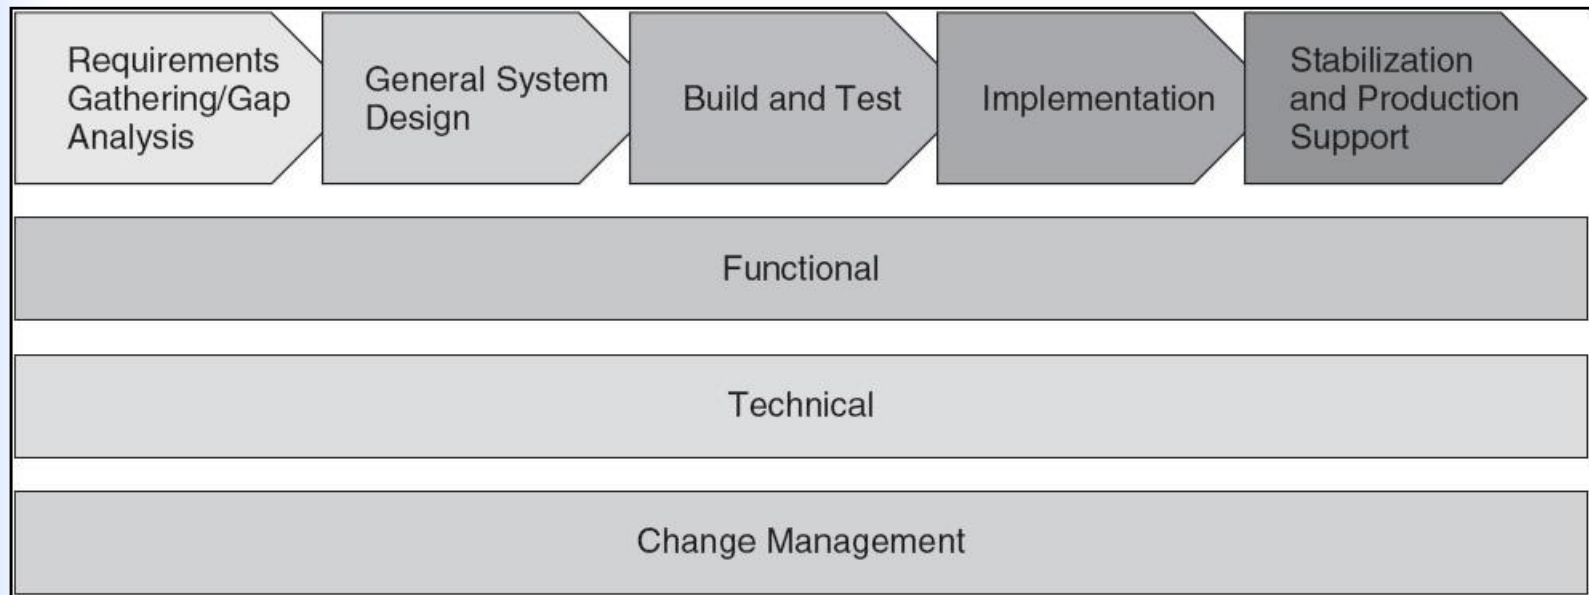 Requirements
Gathering/Gap
Analysis
General System
Design
Build and Test
Implementation
Stabilization
and Production
Support
Functional
Technical
Change Management